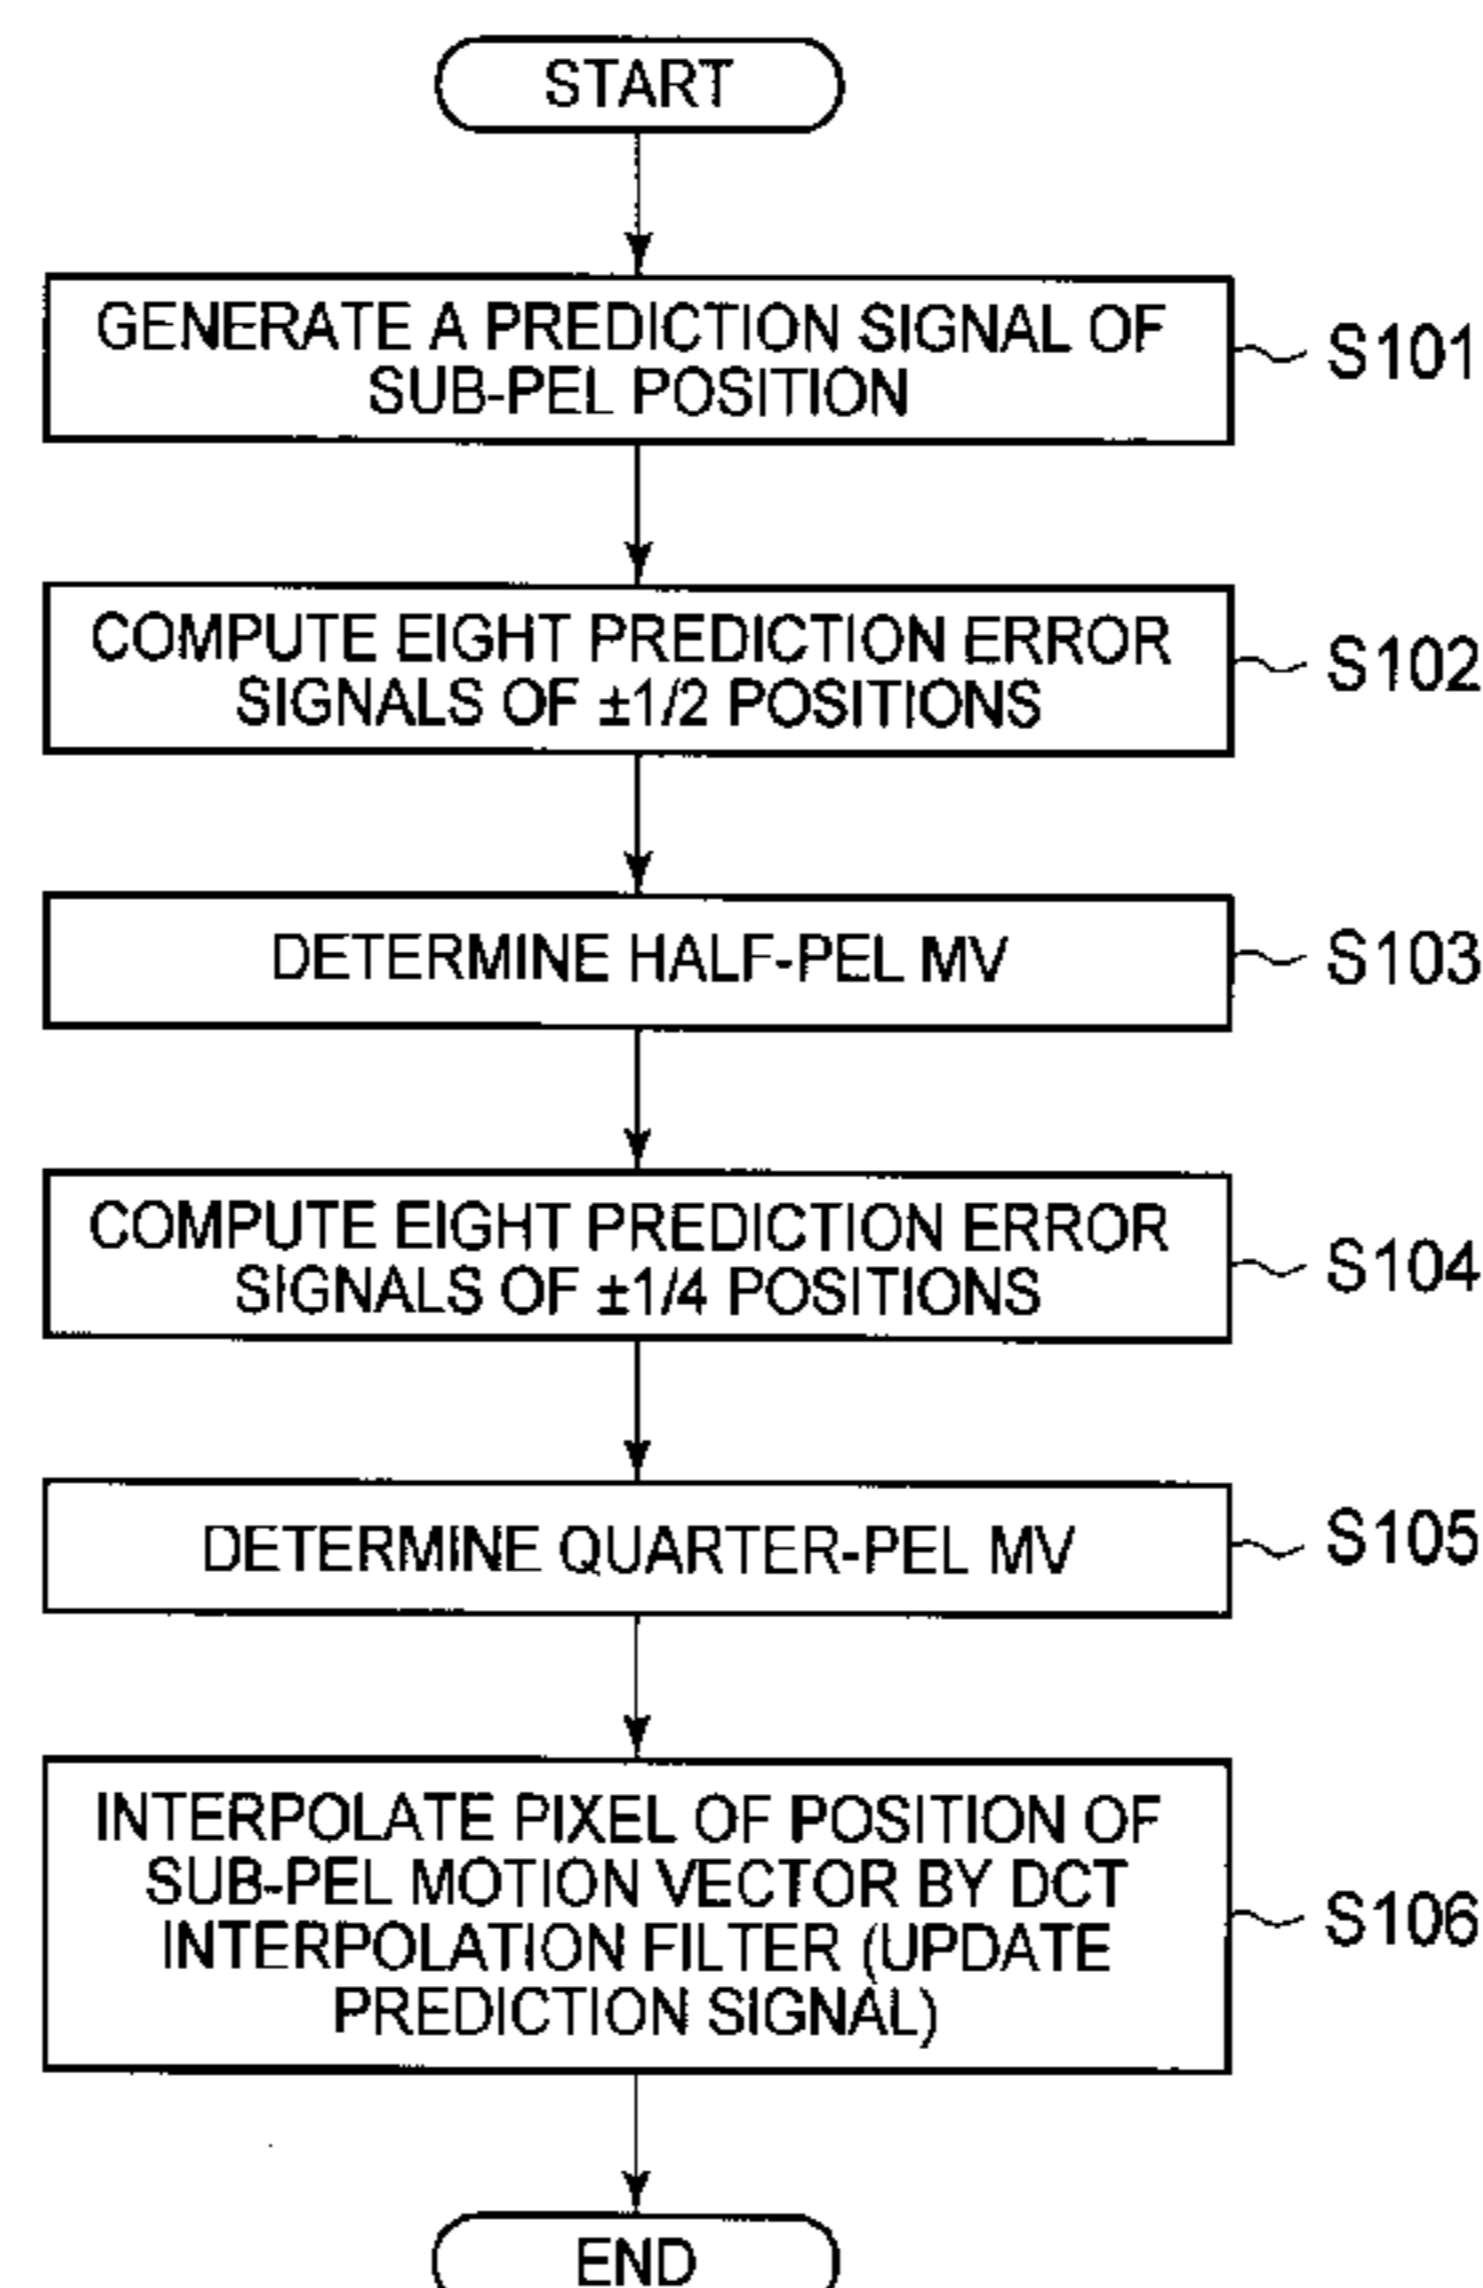 START
GENERATE A PREDICTION SIGNAL OF
SUB-PEL POSITION
S101
COMPUTE EIGHT PREDICTION ERROR
SIGNALS OF ±1/2 POSITIONS
S102
DETERMINE HALF-PEL MV
S103
COMPUTE EIGHT PREDICTION ERROR
SIGNALS OF ±1/4 POSITIONS
S104
DETERMINE QUARTER-PEL MV
S105
INTERPOLATE PIXEL OF POSITION OF
SUB-PEL MOTION VECTOR BY DCT
INTERPOLATION FILTER (UPDATE
PREDICTION SIGNAL)
S106
END